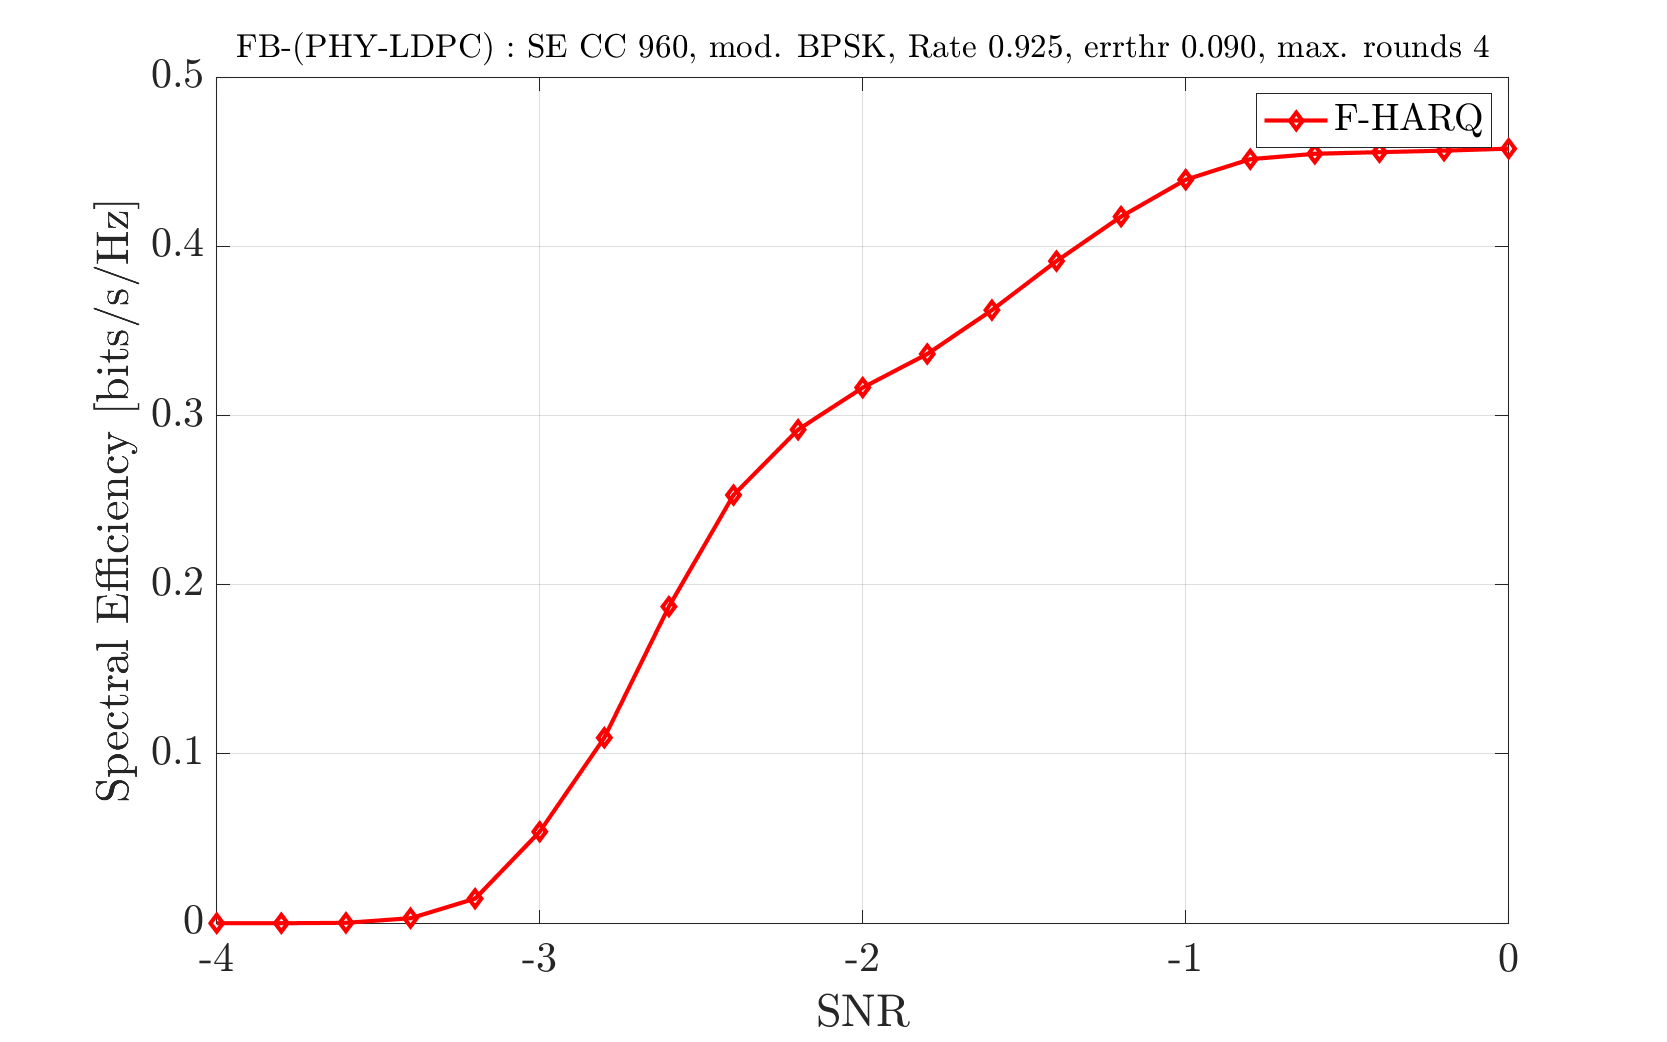 FB-(PHY-LDPC) : SE CC 960, mod. BPSK, Rate 0.925, errthr 0.090, max. rounds 4
F-HARQ
Spectral Efficiency [bits/s/Hz]
0.5
0.4
0.3
0.2
0.1
0
-4 -3 -2 -1 0
SNR